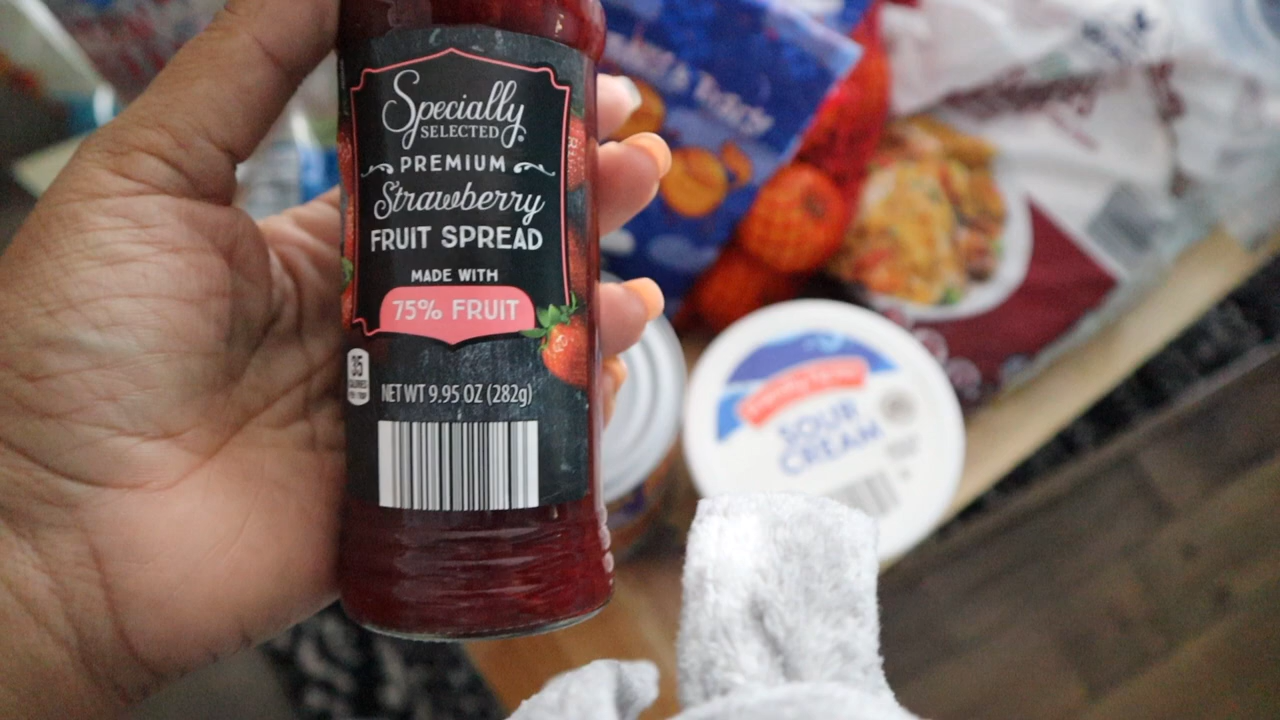 Specially
SELECTED®
PREMIUM
Strawberry
FRUIT SPREAD
MADE WITH
75% FRUIT
35
CALORIES
NET WT 9.95 OZ (282g)
SOUR
CREAM